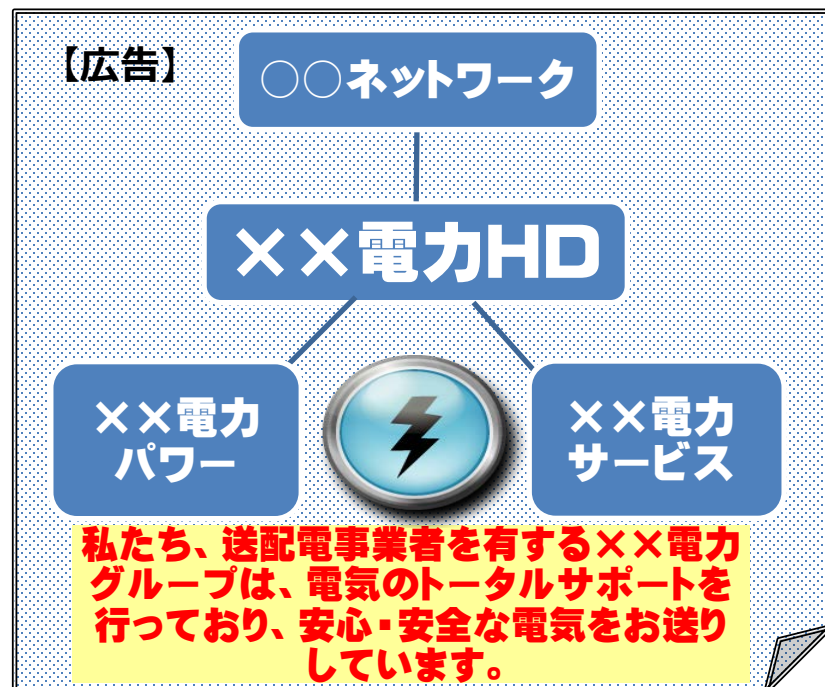 【広告】
○○ネットワーク
××電力HD
××電力
パワー
××電力
サービス
私たち、送配電事業者を有する××電力
グループは、電気のトータルサポートを
行っており、安心・安全な電気をお送り
しています。